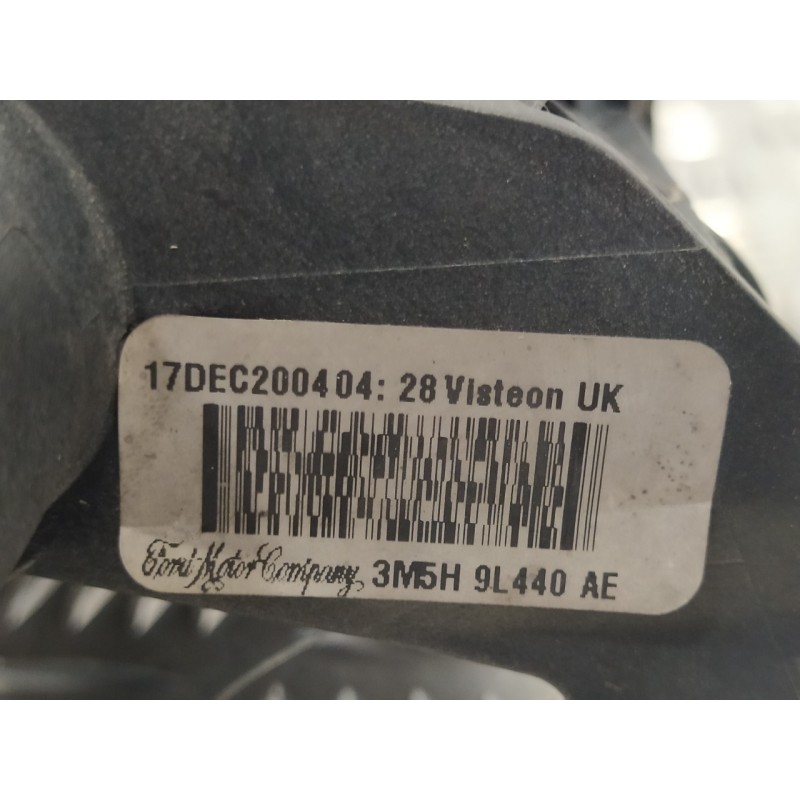 17DEC2004 04: 28 Visteon UK
Ford Motor Company 3M5H 9L440 AE